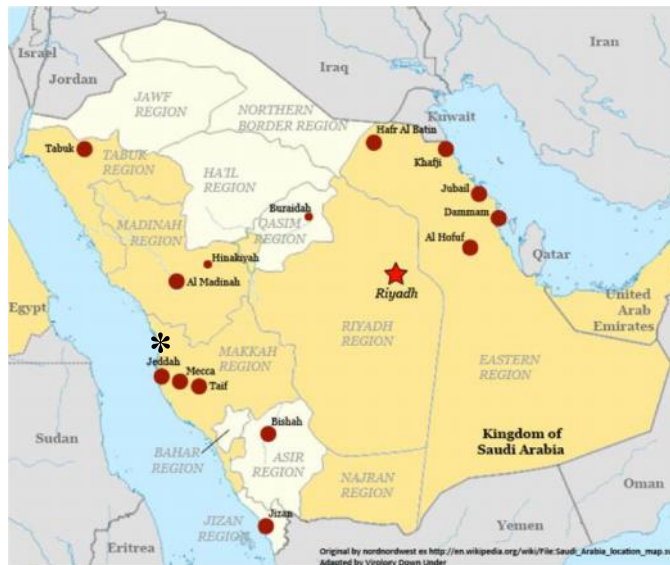 Israel
Jordan
Iraq
Iran
JAWF
REGION
NORTHERN
BORDER REGION
Kuwait
Hafr Al Batin
Khafji
Tabuk
TABUK
REGION
HA'IL
REGION
Jubail
Dammam
Buraidah
QASIM
REGION
MADINAH
REGION
Al Hofuf
Qatar
Hinakiyah
Al Madinah
Riyadh
Egypt
United
Arab
Emirates
RIYADH
REGION
*
Jeddah
Mecca
Taif
MAKKAH
REGION
EASTERN
REGION
Bishah
Kingdom of
Saudi Arabia
Sudan
BAHAR
REGION
ASIR
REGION
NAJRAN
REGION
Oman
Jizan
JIZAN
REGION
Yemen
Eritrea
Original by nordnordwest ex http://en.wikipedia.org/wiki/File:Saudi_Arabia_location_map.sv
Adapted by Virology Down Under